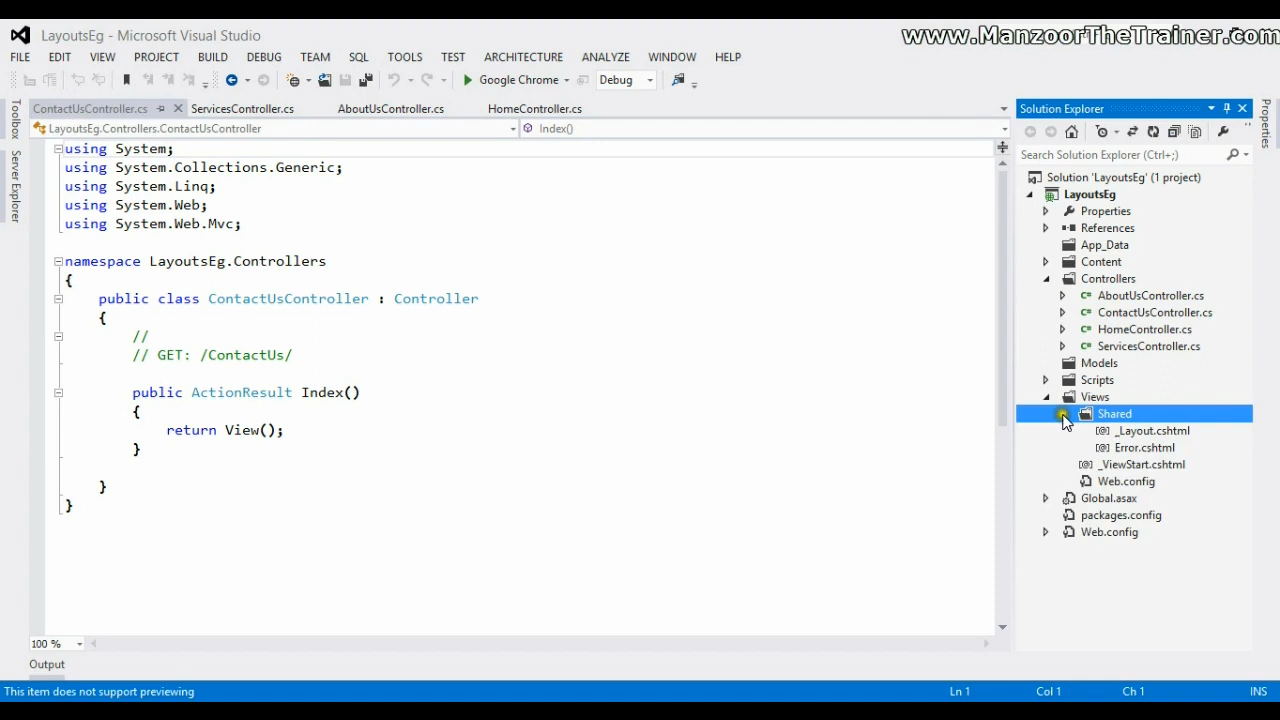 LayoutsEg - Microsoft Visual Studio
www.ManzoorTheTrainer.com
FILE EDIT VIEW PROJECT BUILD DEBUG TEAM SQL TOOLS TEST ARCHITECTURE ANALYZE WINDOW HELP
Google Chrome Debug
ContactUsController.cs ServicesController.cs AboutUsController.cs HomeController.cs
LayoutsEg.Controllers.ContactUsController Index()
Toolbox
Server Explorer
using System;
using System.Collections.Generic;
using System.Linq;
using System.Web;
using System.Web.Mvc;
namespace LayoutsEg.Controllers
{
public class ContactUsController : Controller
{
//
// GET: /ContactUs/
public ActionResult Index()
{
return View();
}
}
}
100 %
Output
Solution Explorer
Search Solution Explorer (Ctrl+;)
Solution 'LayoutsEg' (1 project)
LayoutsEg
Properties
References
App_Data
Content
Controllers
AboutUsController.cs
ContactUsController.cs
HomeController.cs
ServicesController.cs
Models
Scripts
Views
Shared
_Layout.cshtml
Error.cshtml
_ViewStart.cshtml
Web.config
Global.asax
packages.config
Web.config
Properties
This item does not support previewing Ln 1 Col 1 Ch 1 INS